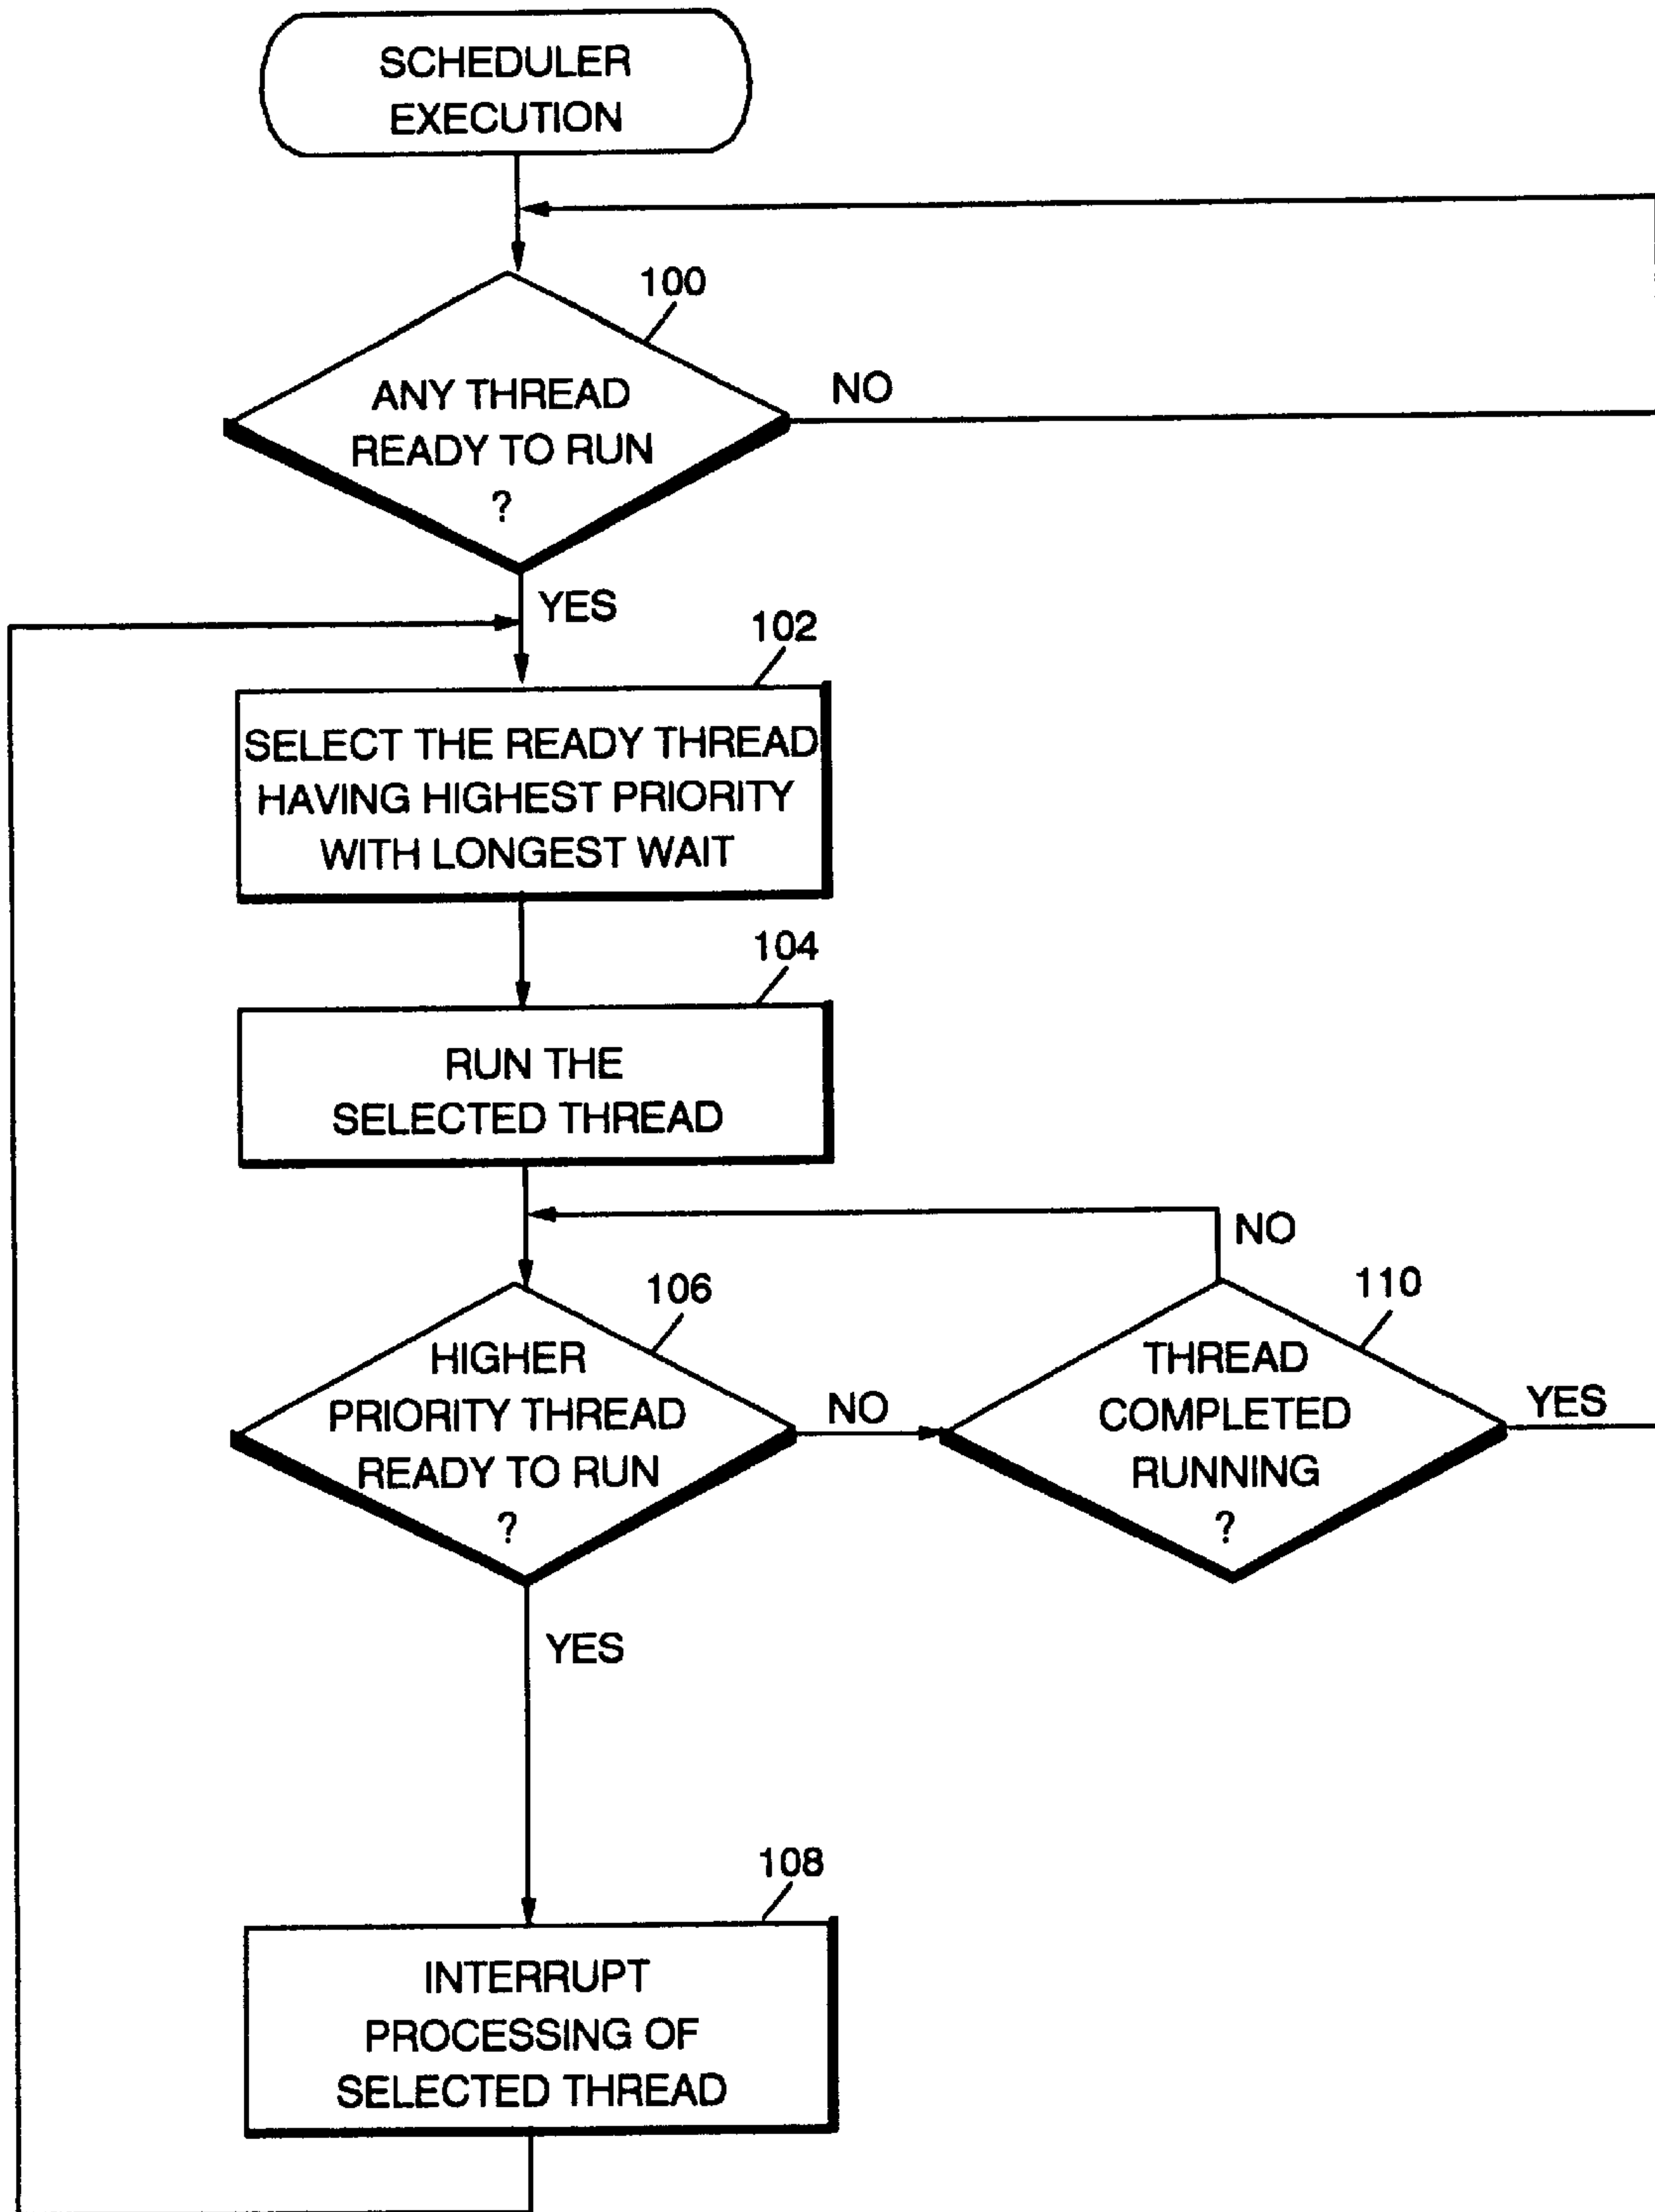 SCHEDULER
EXECUTION
100
ANY THREAD
READY TO RUN
?
NO
YES
102
SELECT THE READY THREAD
HAVING HIGHEST PRIORITY
WITH LONGEST WAIT
104
RUN THE
SELECTED THREAD
NO
106
HIGHER
PRIORITY THREAD
READY TO RUN
?
NO
110
THREAD
COMPLETED
RUNNING
?
YES
YES
108
INTERRUPT
PROCESSING OF
SELECTED THREAD